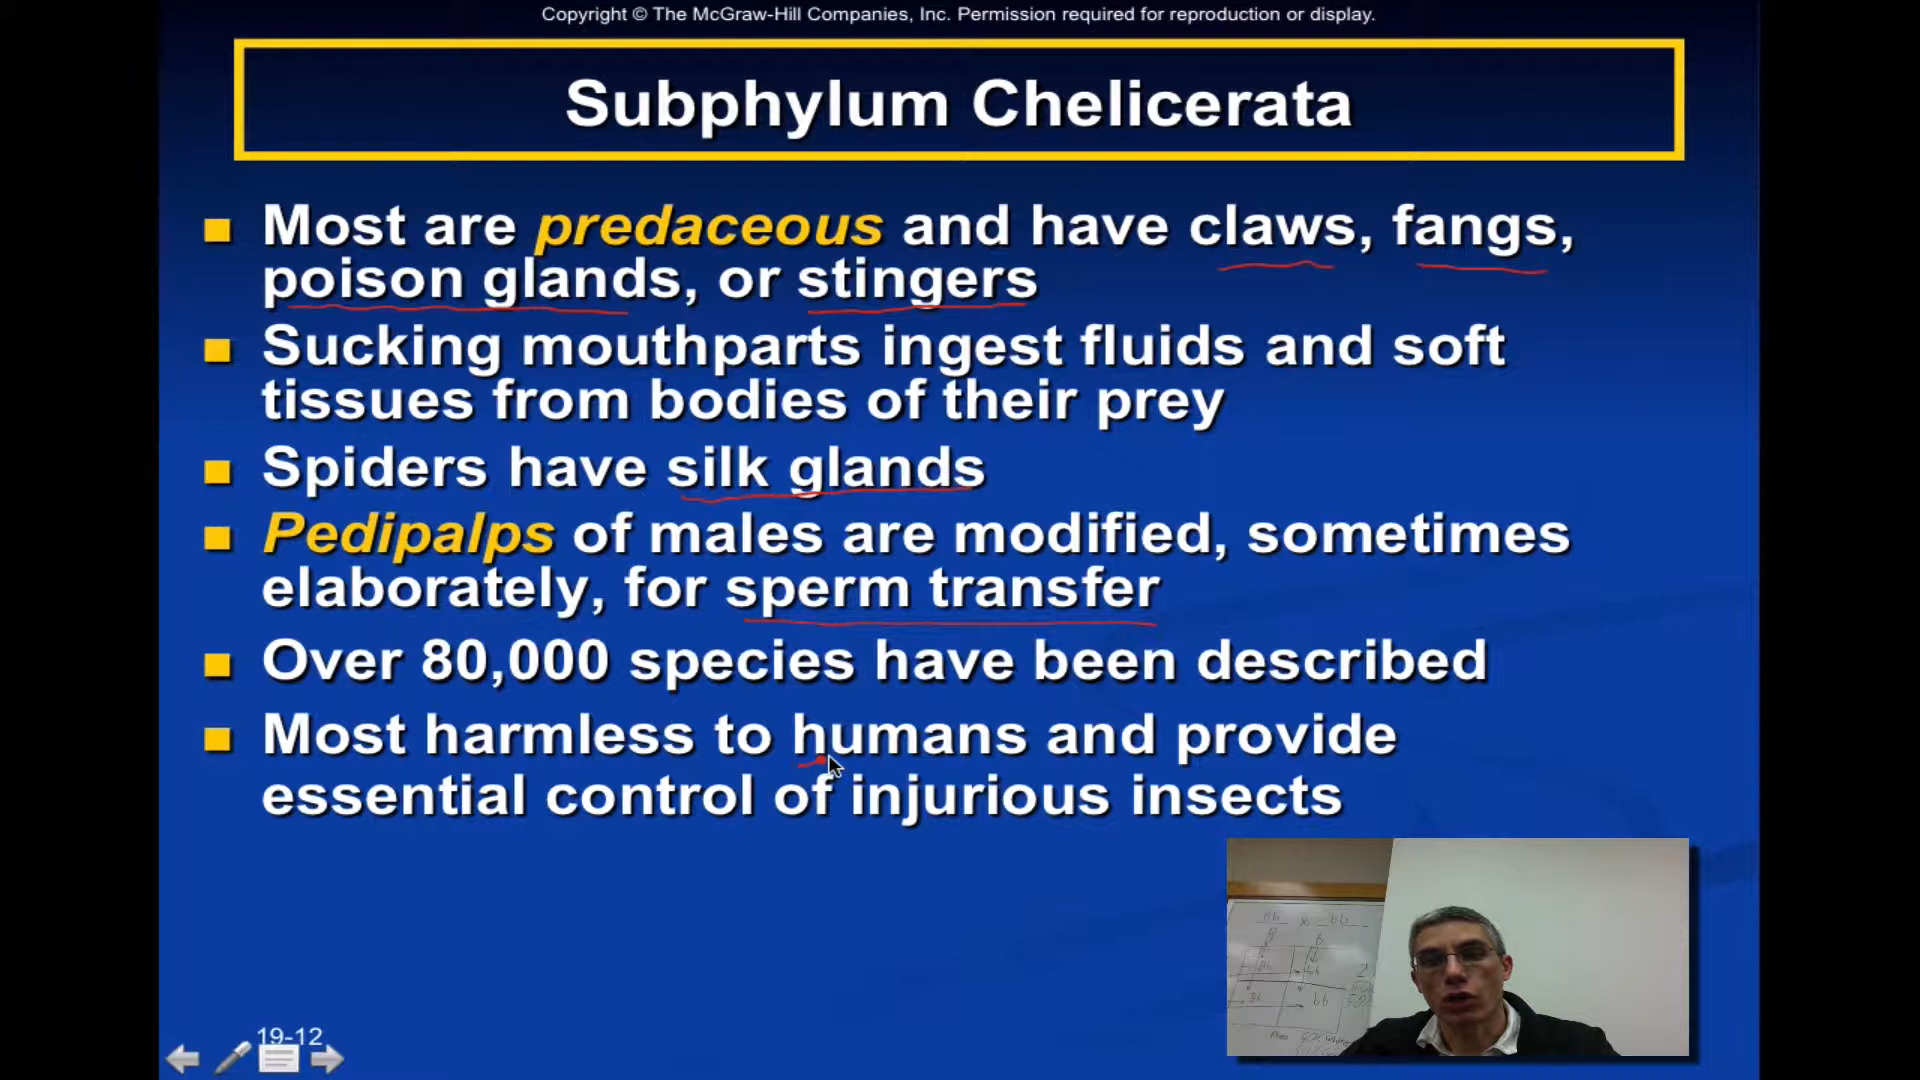 Copyright © The McGraw-Hill Companies, Inc. Permission required for reproduction or display.
Subphylum Chelicerata
Most are predaceous and have claws, fangs,
poison glands, or stingers
Sucking mouthparts ingest fluids and soft
tissues from bodies of their prey
Spiders have silk glands
Pedipalps of males are modified, sometimes
elaborately, for sperm transfer
Over 80,000 species have been described
Most harmless to humans and provide
essential control of injurious insects
19-12
bb